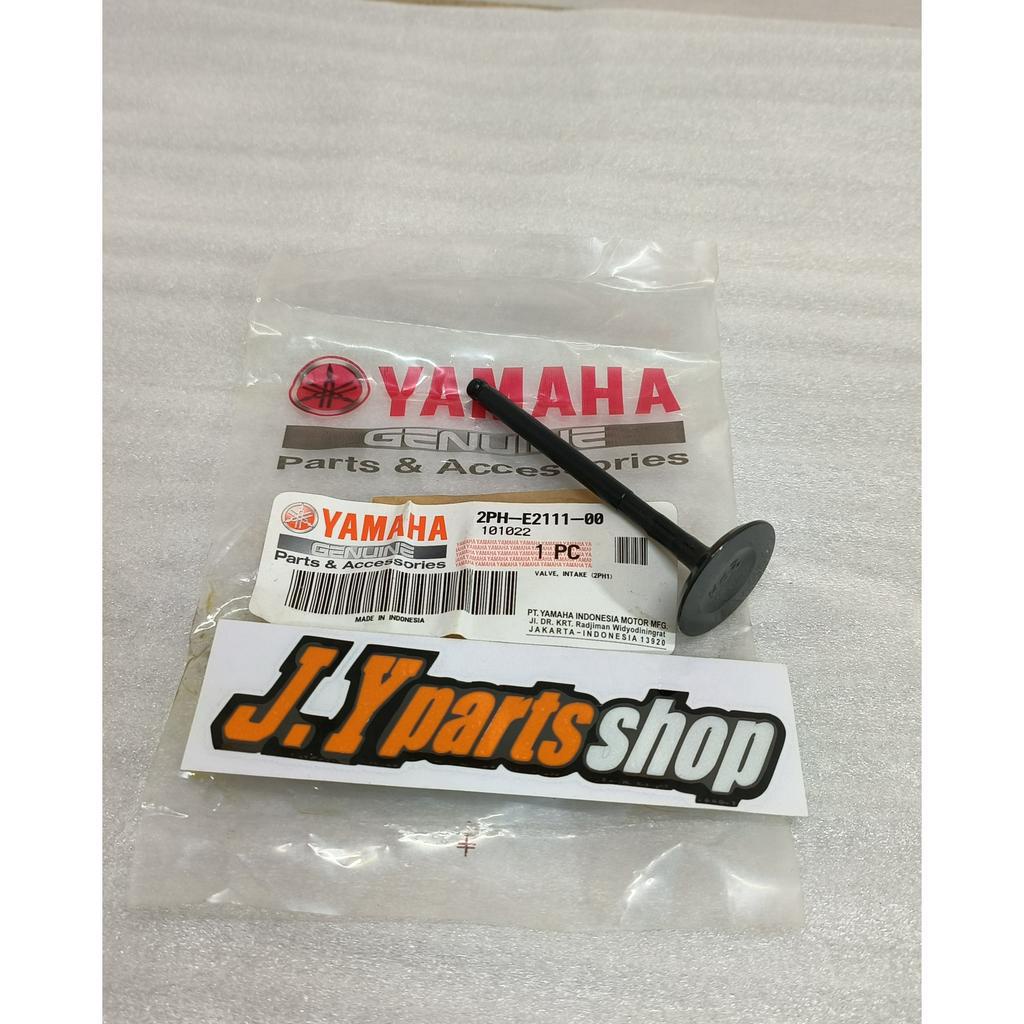 YAMAHA
GENUINE
Parts & Accessories
YAMAHA
GENUINE
Parts & Accessories
MADE IN INDONESIA
2PH-E2111-00
101022
1 PC
VALVE, INTAKE (2PH1)
PT. YAMAHA INDONESIA MOTOR MFG.
Jl. DR. KRT. Radjiman Widyodiningrat
JAKARTA-INDONESIA 13920
J.Y parts shop